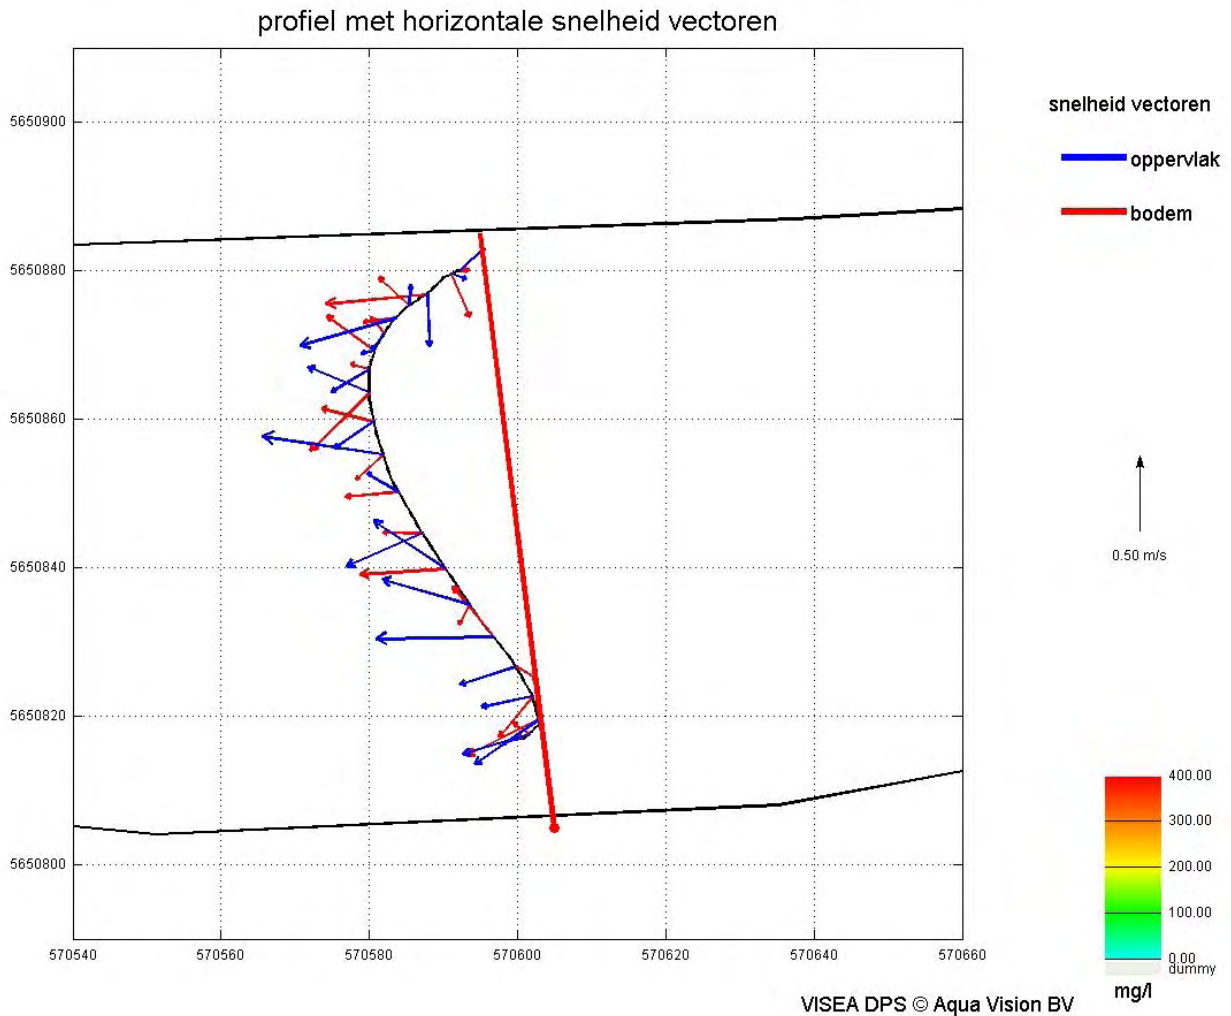 profiel met horizontale snelheid vectoren
snelheid vectoren
oppervlak
bodem
5650900
5650880
5650860
5650840
5650820
5650800
0.50 m/s
570540
570560
570580
570600
570620
570640
570660
400.00
300.00
200.00
100.00
0.00
dummy
mg/l
VISEA DPS © Aqua Vision BV